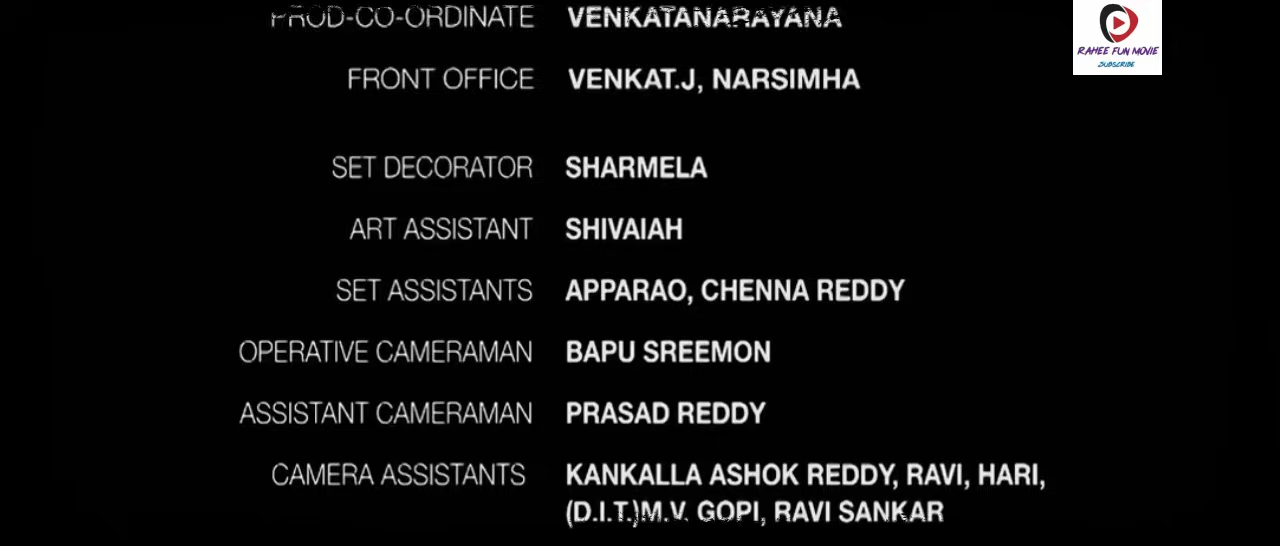 PROD-CO-ORDINATE VENKATANARAYANA
RAHEE FUN MOVIE
SUBSCRIBE
FRONT OFFICE VENKAT.J, NARSIMHA
SET DECORATOR SHARMELA
ART ASSISTANT SHIVAIAH
SET ASSISTANTS APPARAO, CHENNA REDDY
OPERATIVE CAMERAMAN BAPU SREEMON
ASSISTANT CAMERAMAN PRASAD REDDY
CAMERA ASSISTANTS KANKALLA ASHOK REDDY, RAVI, HARI,
(D.I.T.)M.V. GOPI, RAVI SANKAR